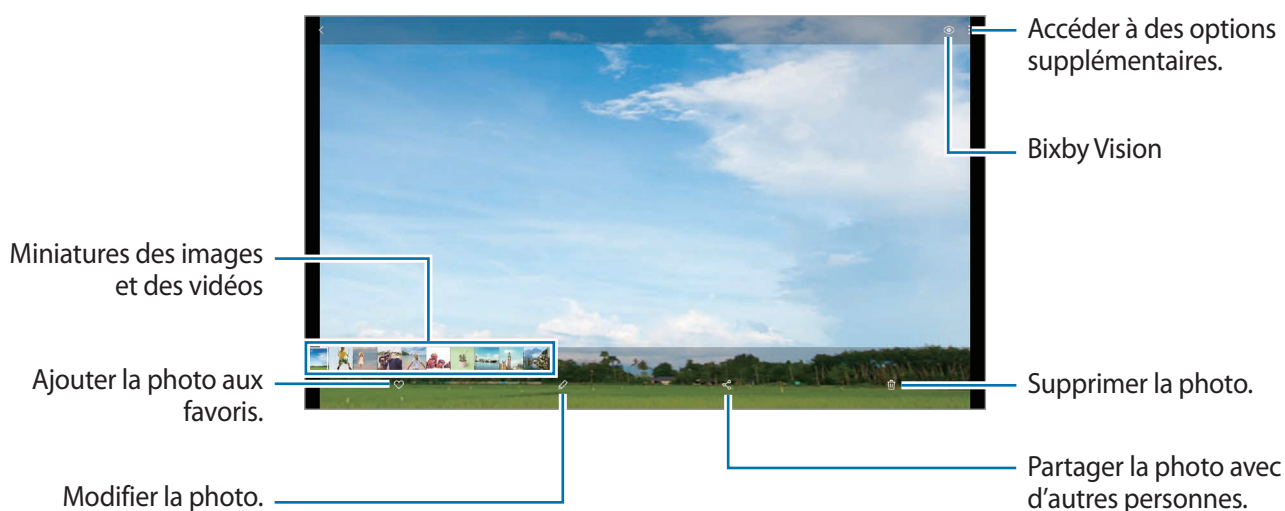 Accéder à des options
supplémentaires.
Bixby Vision
Miniatures des images
et des vidéos
Ajouter la photo aux
favoris.
Supprimer la photo.
Modifier la photo.
Partager la photo avec
d'autres personnes.